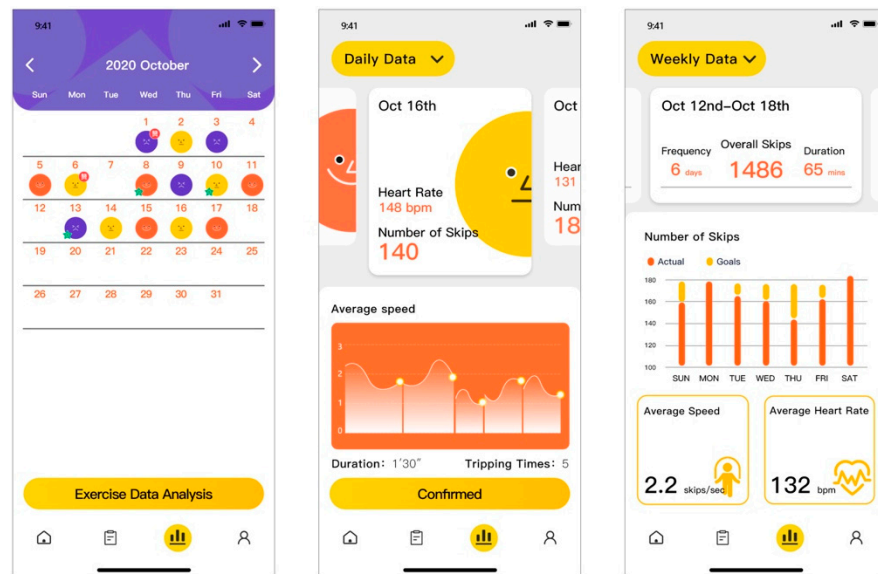 9:41
2020 October
Sun Mon Tue Wed Thu Fri Sat
1 2 3 4
5 6 7 8 9 10 11
12 13 14 15 16 17 18
19 20 21 22 23 24 25
26 27 28 29 30 31
Exercise Data Analysis
9:41
Daily Data
Oct 16th
Heart Rate
148 bpm
Number of Skips
140
Oct
Hear
131
Num
18
Average speed
3
2
1
0
Duration: 1'30"
Tripping Times: 5
Confirmed
9:41
Weekly Data
Oct 12nd-Oct 18th
Frequency
6 days
Overall Skips
1486
Duration
65 mins
Number of Skips
Actual Goals
180
160
140
120
100
SUN MON TUE WED THU FRI SAT
Average Speed
2.2 skips/sec
Average Heart Rate
132 bpm